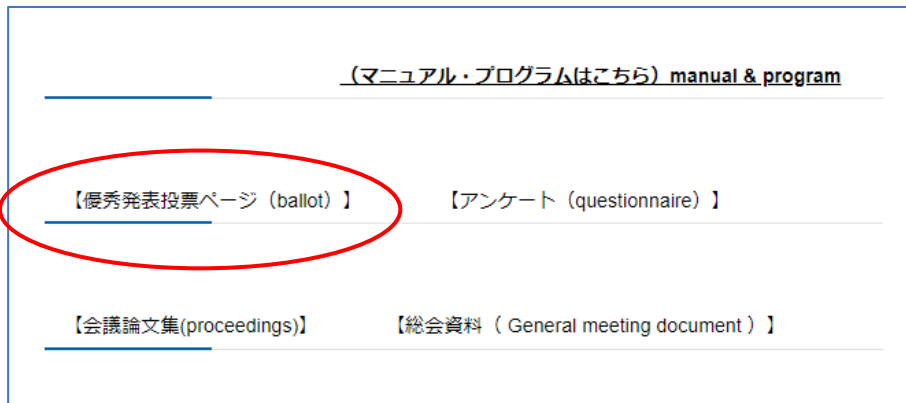 （マニュアル・プログラムはこちら）manual & program
【優秀発表投票ページ（ballot）】 【アンケート（questionnaire）】
【会議論文集(proceedings)】 【総会資料（ General meeting document ）】